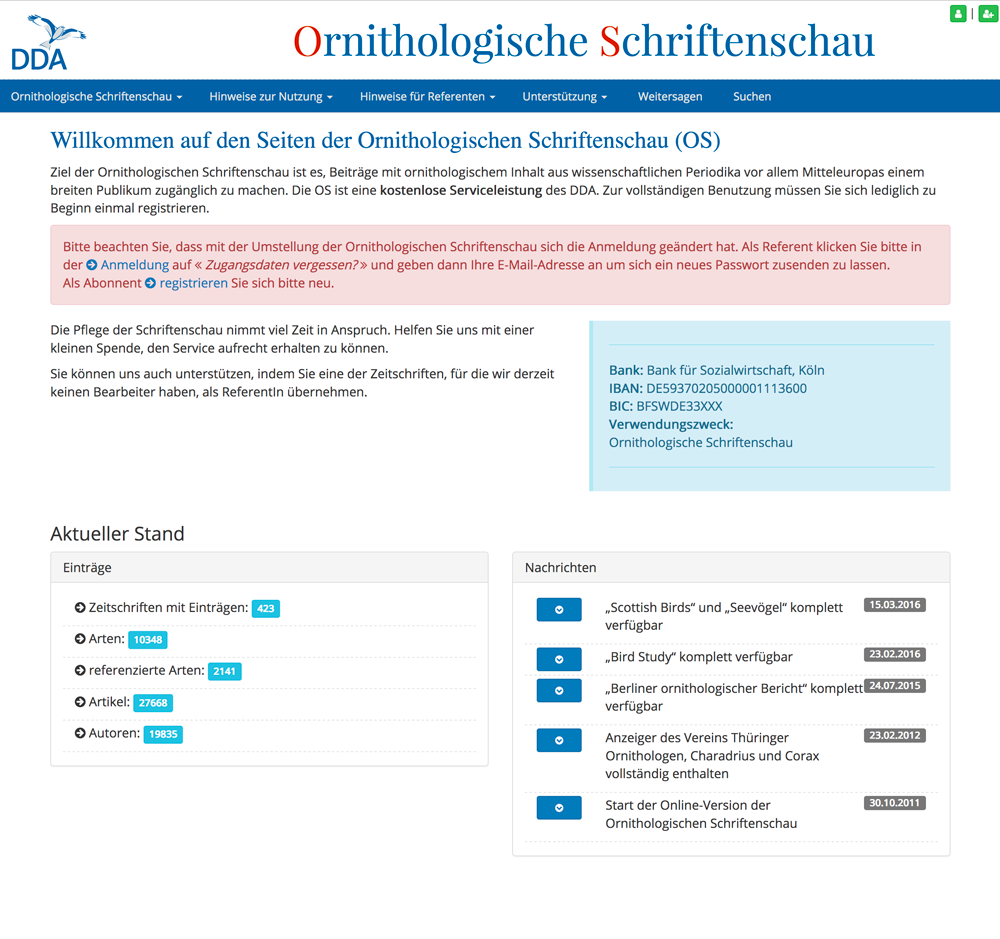 DDA
Ornithologische Schriftenschau
Ornithologische Schriftenschau
Hinweise zur Nutzung
Hinweise für Referenten
Unterstützung
Weitersagen
Suchen
Willkommen auf den Seiten der Ornithologischen Schriftenschau (OS)
Ziel der Ornithologischen Schriftenschau ist es, Beiträge mit ornithologischem Inhalt aus wissenschaftlichen Periodika vor allem Mitteleuropas einem
breiten Publikum zugänglich zu machen. Die OS ist eine kostenlose Serviceleistung des DDA. Zur vollständigen Benutzung müssen Sie sich lediglich zu
Beginn einmal registrieren.
Bitte beachten Sie, dass mit der Umstellung der Ornithologischen Schriftenschau sich die Anmeldung geändert hat. Als Referent klicken Sie bitte in
der Anmeldung auf « Zugangsdaten vergessen? » und geben dann Ihre E-Mail-Adresse an um sich ein neues Passwort zusenden zu lassen.
Als Abonnent registrieren Sie sich bitte neu.
Die Pflege der Schriftenschau nimmt viel Zeit in Anspruch. Helfen Sie uns mit einer
kleinen Spende, den Service aufrecht erhalten zu können.
Sie können uns auch unterstützen, indem Sie eine der Zeitschriften, für die wir derzeit
keinen Bearbeiter haben, als ReferentIn übernehmen.
Bank: Bank für Sozialwirtschaft, Köln
IBAN: DE59370205000001113600
BIC: BFSWDE33XXX
Verwendungszweck:
Ornithologische Schriftenschau
Aktueller Stand
Einträge
Zeitschriften mit Einträgen: 423
Arten: 10348
referenzierte Arten: 2141
Artikel: 27668
Autoren: 19835
Nachrichten
„Scottish Birds“ und „Seevögel“ komplett 15.03.2016
verfügbar
„Bird Study“ komplett verfügbar 23.02.2016
„Berliner ornithologischer Bericht“ komplett 24.07.2015
verfügbar
Anzeiger des Vereins Thüringer 23.02.2012
Ornithologen, Charadrius und Corax
vollständig enthalten
Start der Online-Version der 30.10.2011
Ornithologischen Schriftenschau